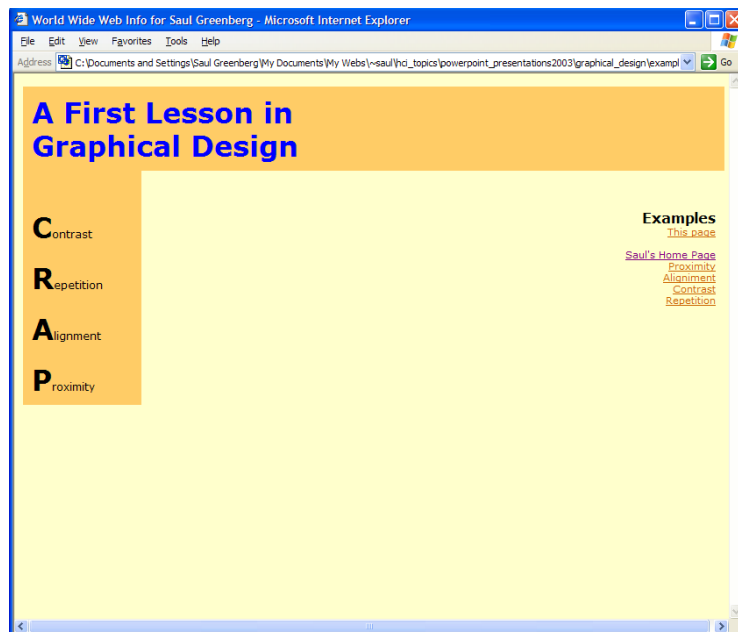 World Wide Web Info for Saul Greenberg - Microsoft Internet Explorer
File Edit View Favorites Tools Help
Address C:\Documents and Settings\Saul Greenberg\My Documents\My Webs\~saul\hci_topics\powerpoint_presentations2003\graphical_design\exampl Go
A First Lesson in
Graphical Design
Contrast
Repetition
Alignment
Proximity
Examples
This page
Saul's Home Page
Proximity
Aligniment
Contrast
Repetition